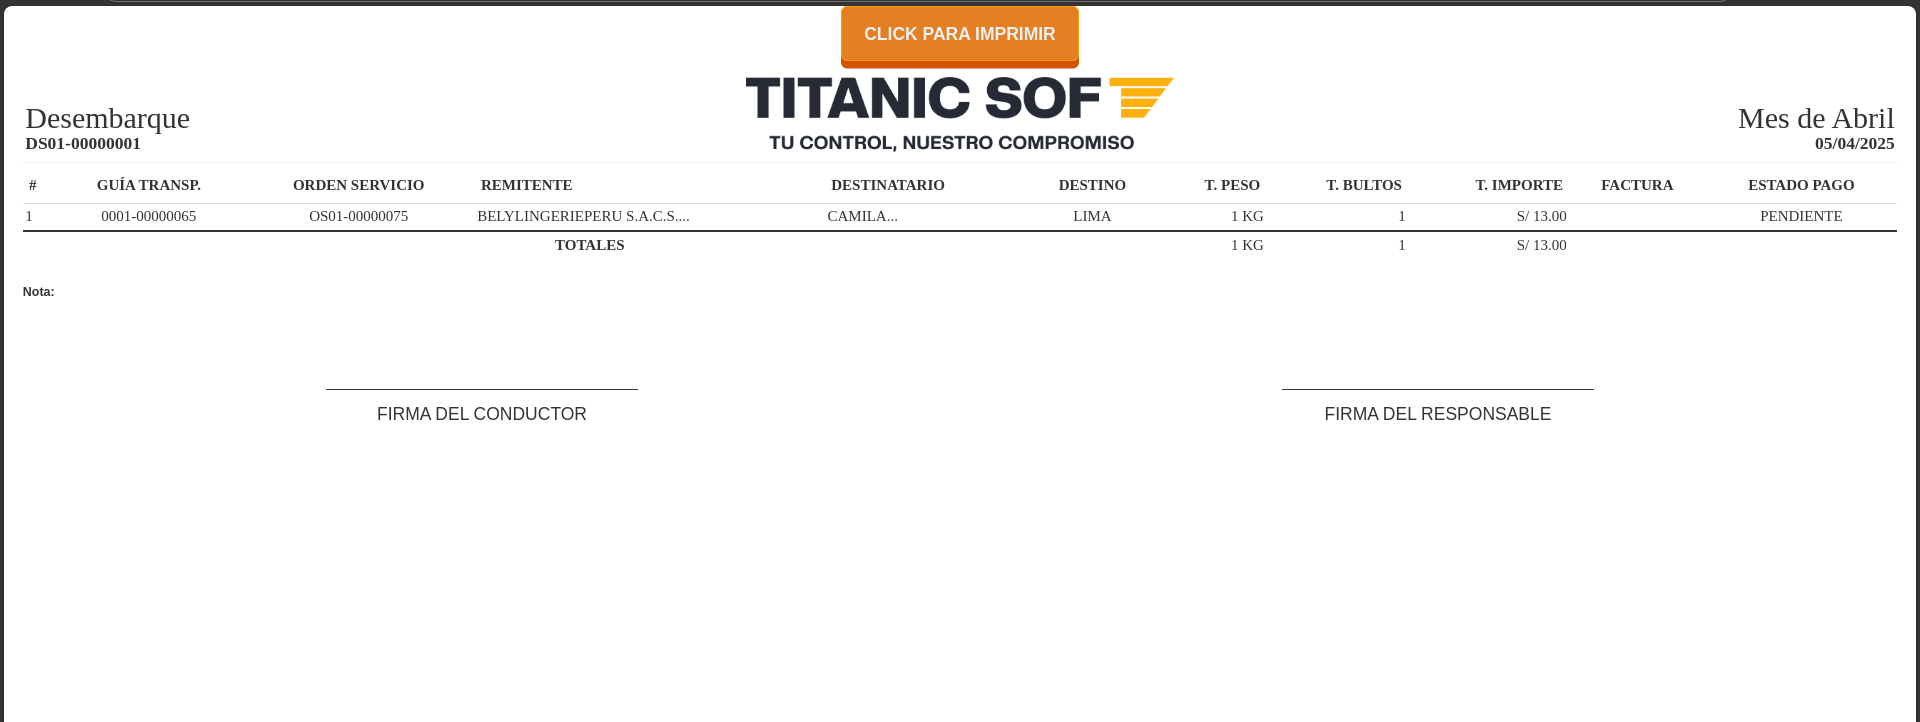 CLICK PARA IMPRIMIR
TITANIC SOF
TU CONTROL, NUESTRO COMPROMISO
Desembarque
DS01-00000001
Mes de Abril
05/04/2025
# GUÍA TRANSP. ORDEN SERVICIO REMITENTE DESTINATARIO DESTINO T. PESO T. BULTOS T. IMPORTE FACTURA ESTADO PAGO
1 0001-00000065 OS01-00000075 BELYLINGERIEPERU S.A.C.S.... CAMILA... LIMA 1 KG 1 S/ 13.00 PENDIENTE
TOTALES 1 KG 1 S/ 13.00
Nota:
FIRMA DEL CONDUCTOR FIRMA DEL RESPONSABLE